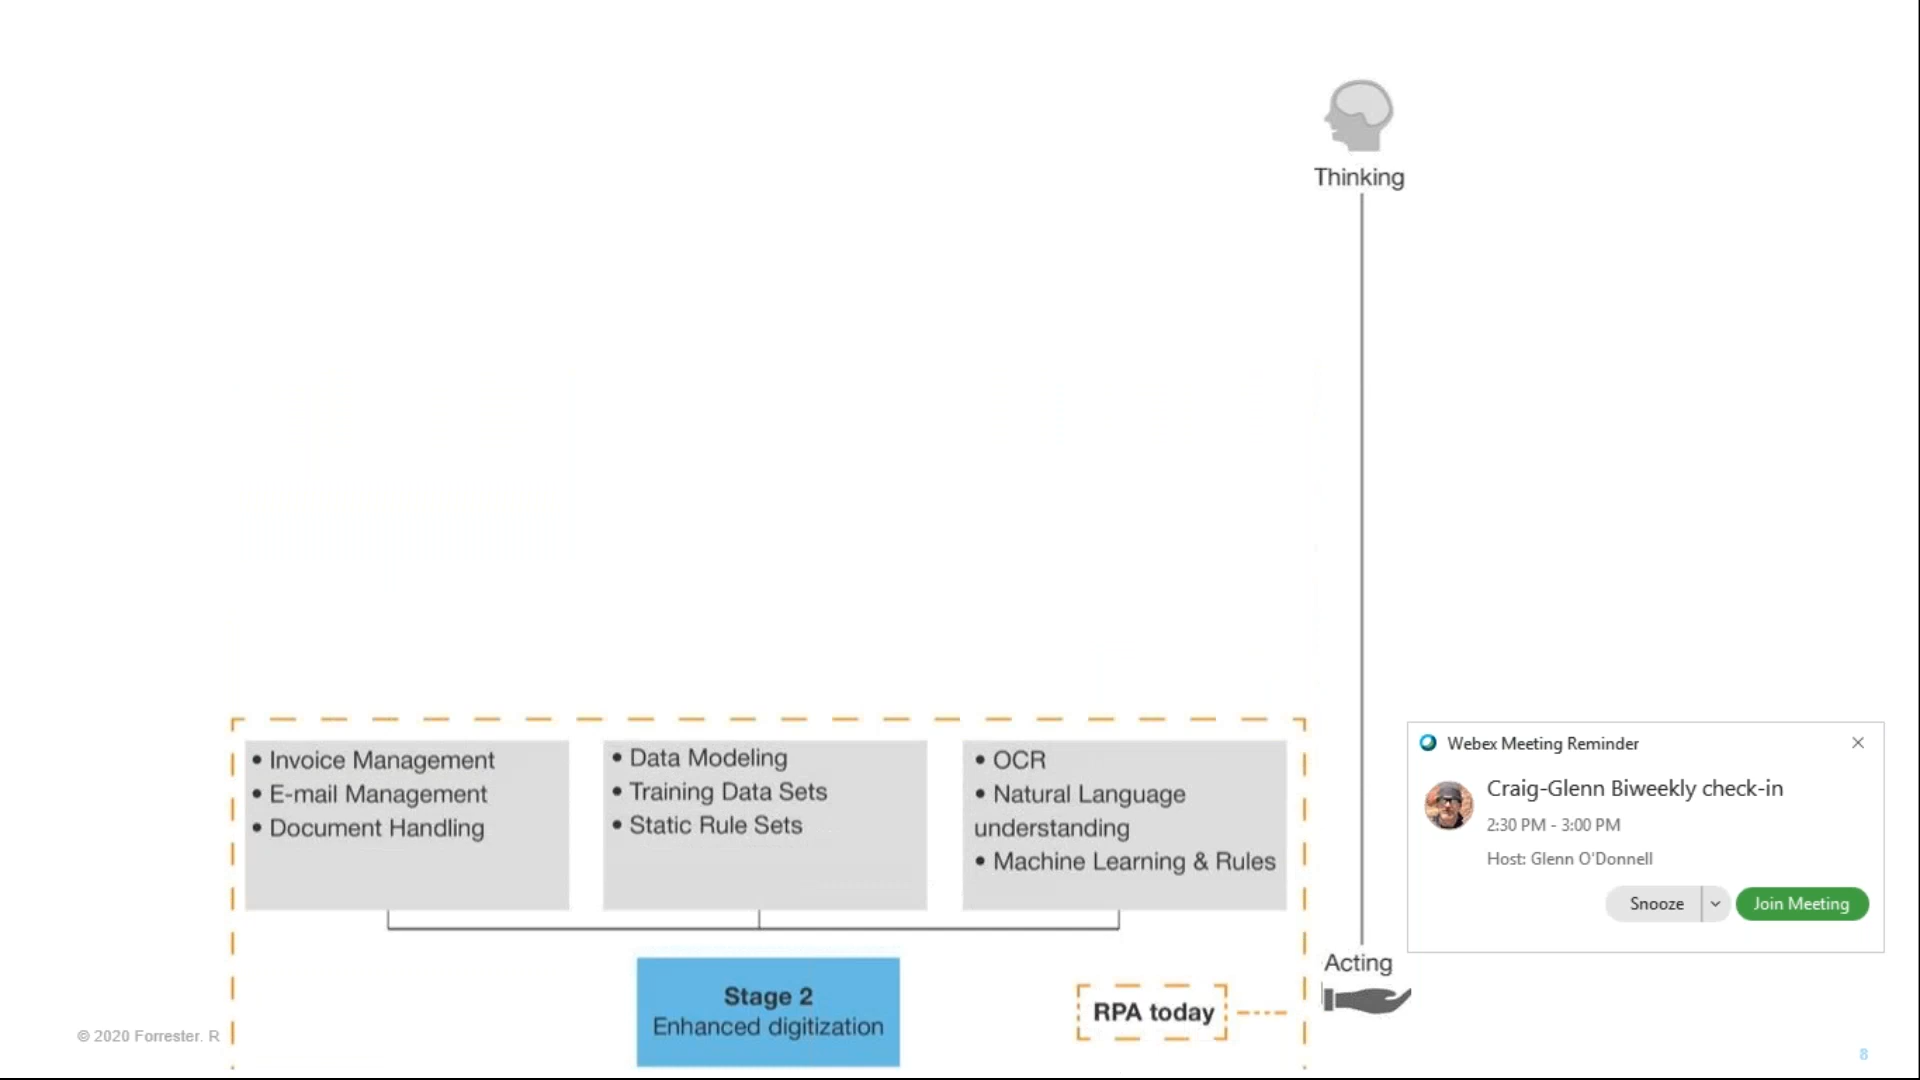 Thinking
• Invoice Management
• E-mail Management
• Document Handling
• Data Modeling
• Training Data Sets
• Static Rule Sets
• OCR
• Natural Language
understanding
• Machine Learning & Rules
Webex Meeting Reminder
Craig-Glenn Biweekly check-in
2:30 PM - 3:00 PM
Host: Glenn O'Donnell
Snooze
Join Meeting
Acting
Stage 2
Enhanced digitization
RPA today
© 2020 Forrester. R
8